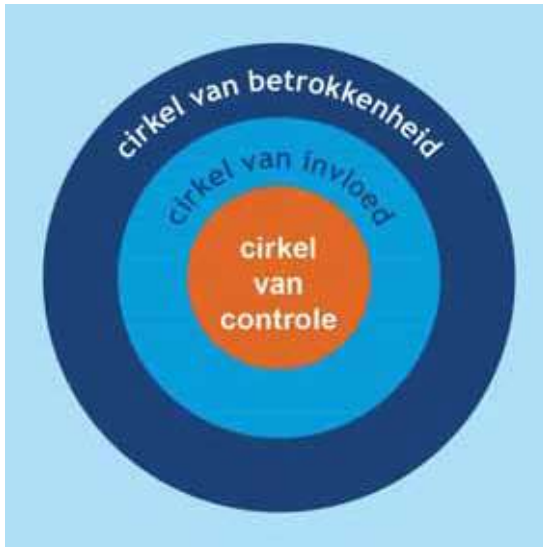 cirkel van betrokkenheid
cirkel van invloed
cirkel
van
controle